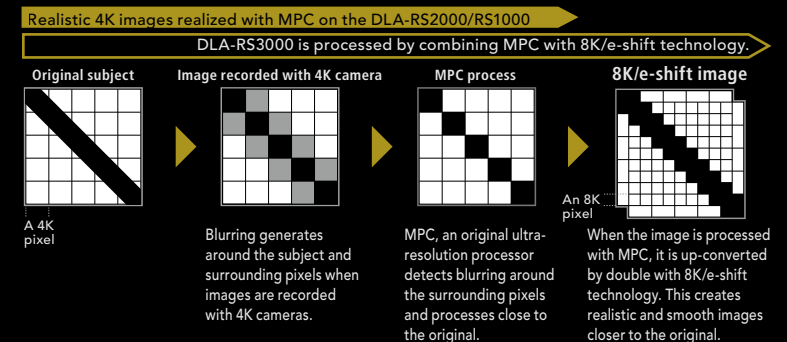 Realistic 4K images realized with MPC on the DLA-RS2000/RS1000
DLA-RS3000 is processed by combining MPC with 8K/e-shift technology.
Original subject
A 4K
pixel
Image recorded with 4K camera
Blurring generates
around the subject and
surrounding pixels when
images are recorded
with 4K cameras.
MPC process
MPC, an original ultra-
resolution processor
detects blurring around
the surrounding pixels
and processes close to
the original.
8K/e-shift image
An 8K
pixel
When the image is processed
with MPC, it is up-converted
by double with 8K/e-shift
technology. This creates
realistic and smooth images
closer to the original.